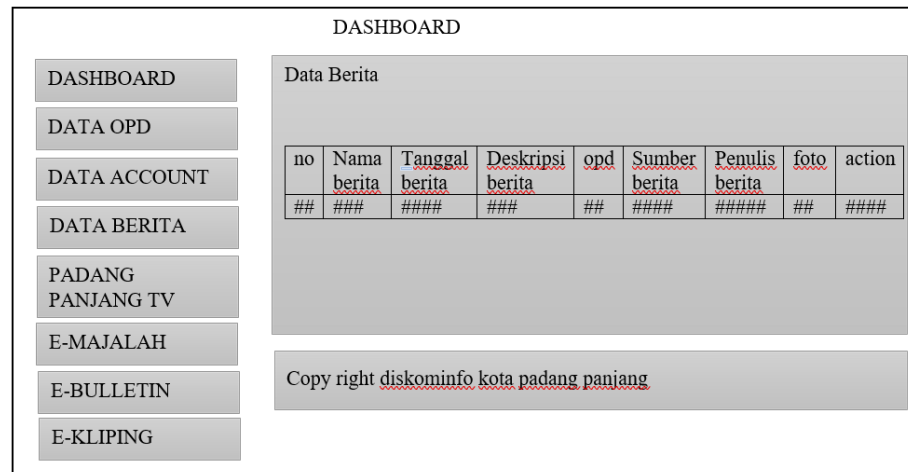 DASHBOARD
DASHBOARD
DATA OPD
DATA ACCOUNT
DATA BERITA
PADANG
PANJANG TV
E-MAJALAH
E-BULLETIN
E-KLIPING
Data Berita
no Nama Tanggal Deskripsi opd Sumber Penulis foto action
berita berita berita berita berita
## ### #### ### ## #### ##### ## ####
Copy right diskominfo kota padang panjang